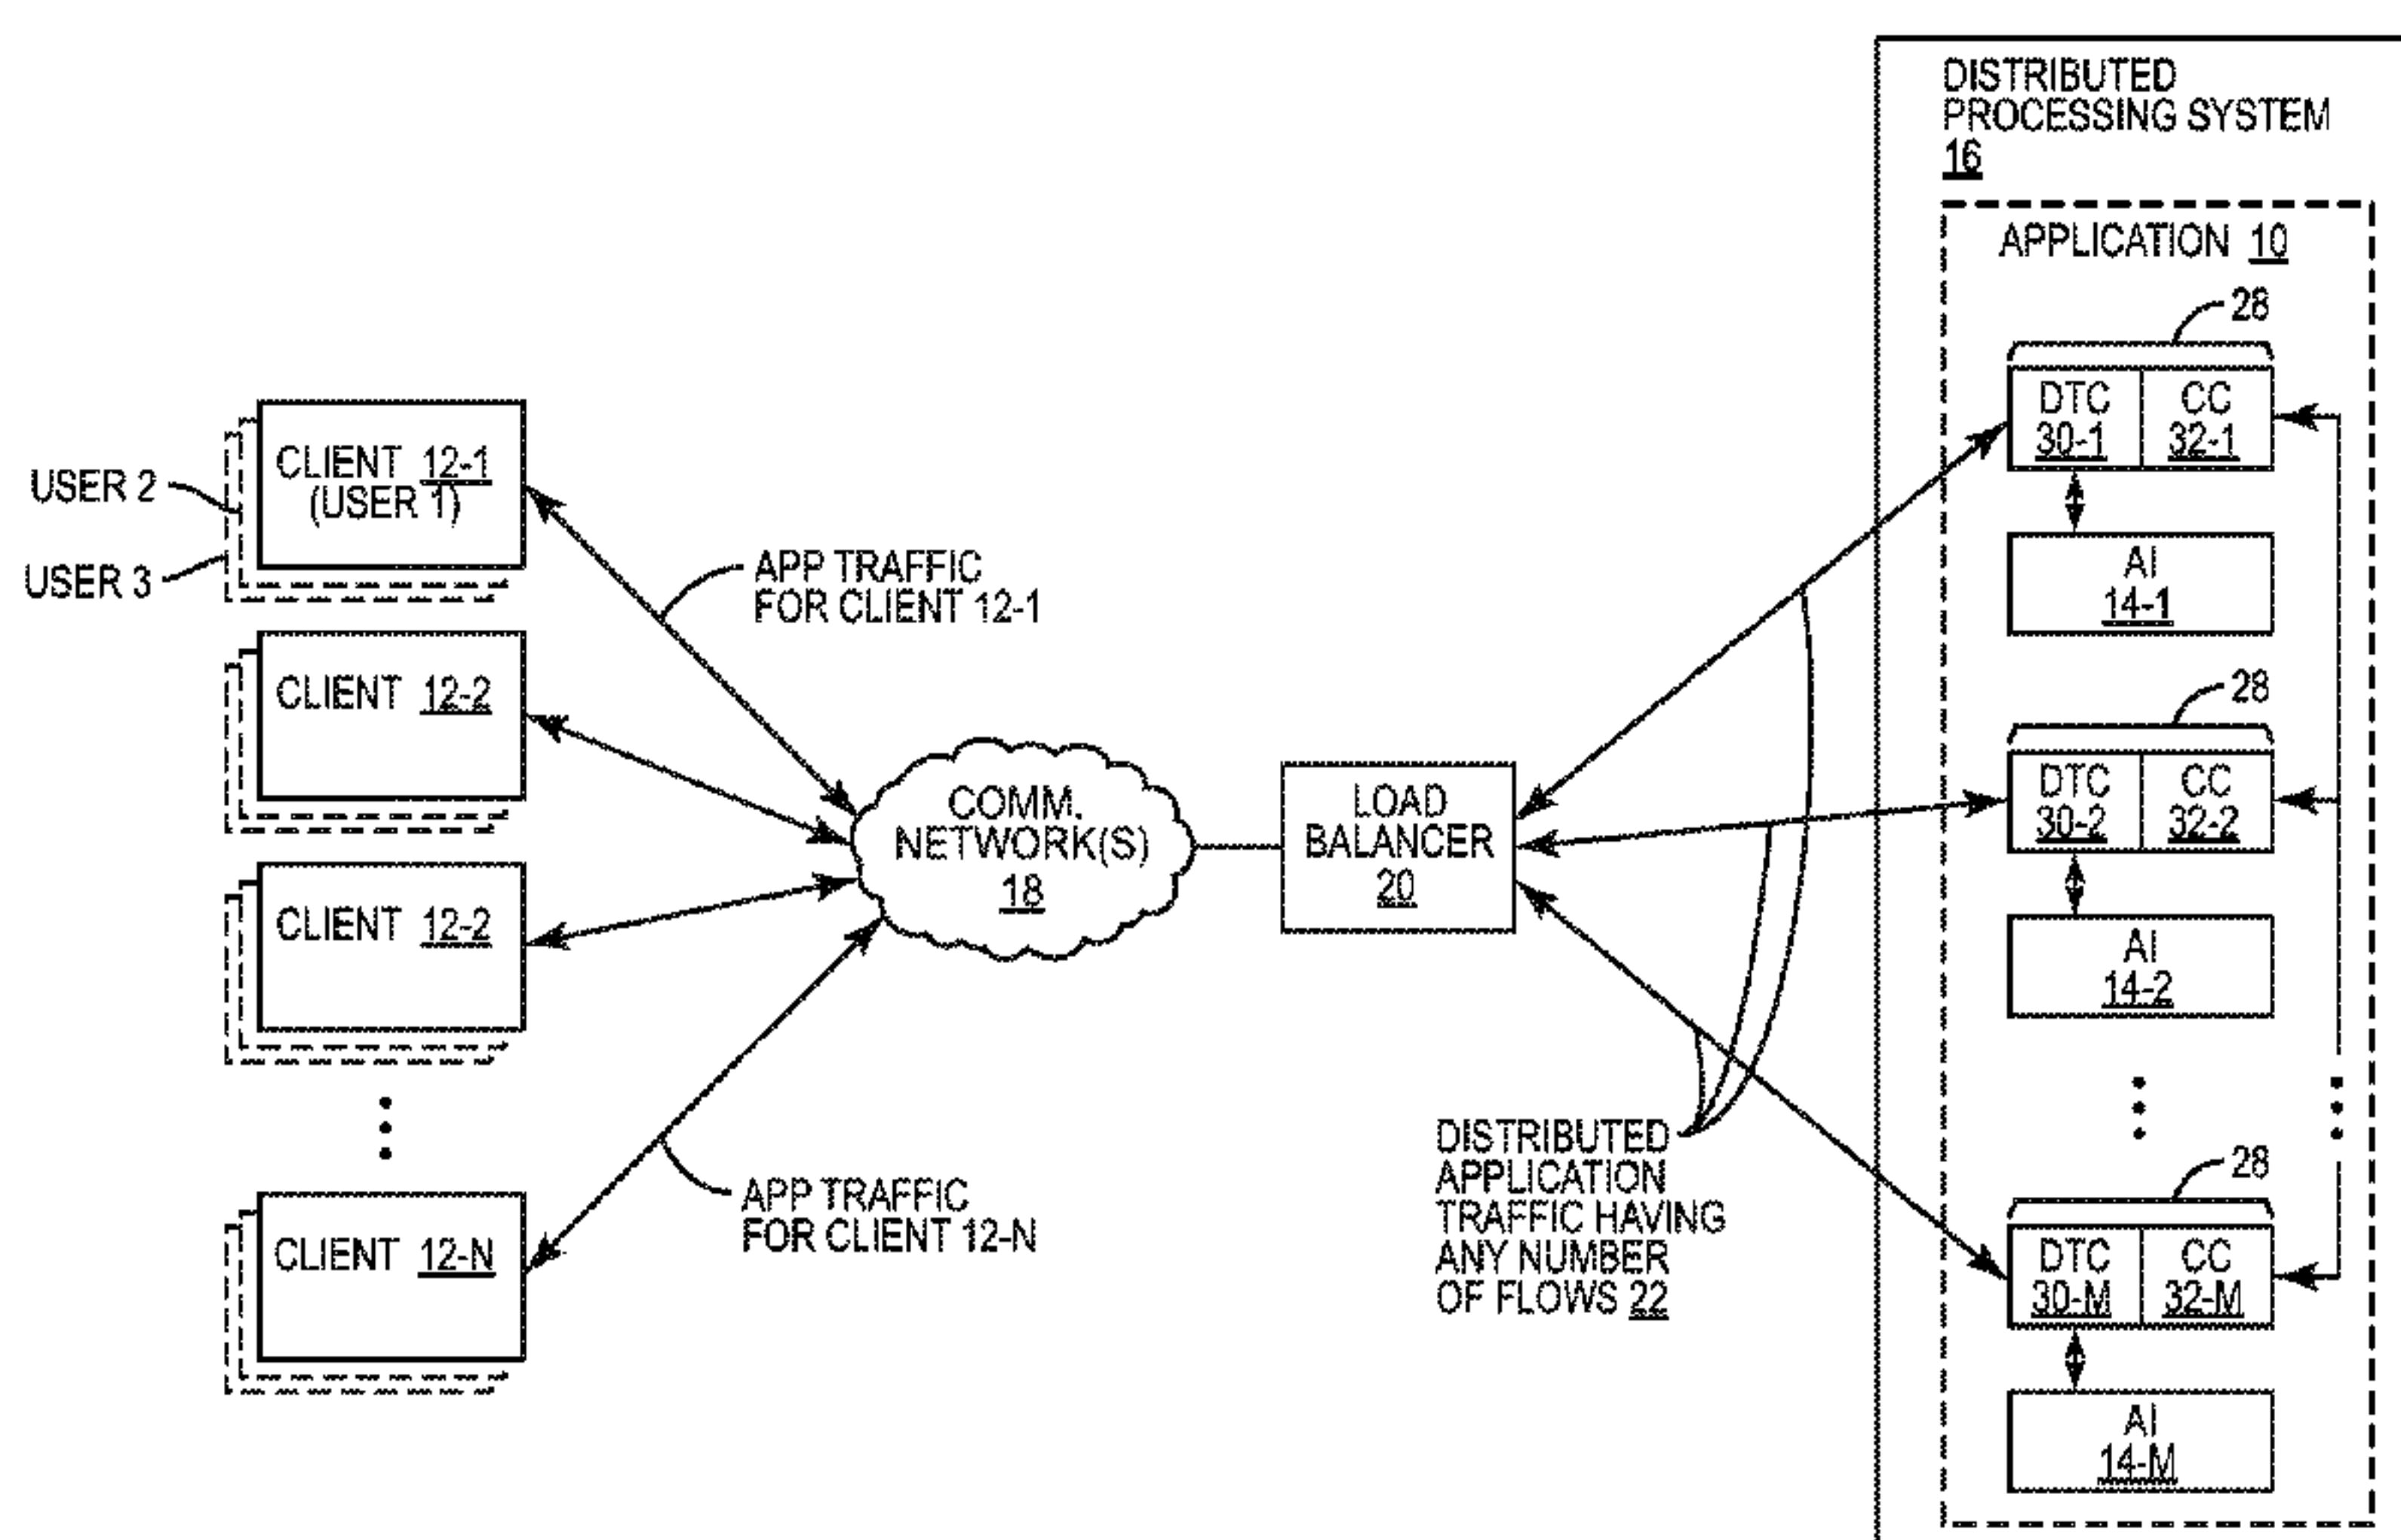 DISTRIBUTED
PROCESSING SYSTEM
16
APPLICATION 10
28
DTC
30-1
CC
32-1
AI
14-1
USER 2
USER 3
CLIENT 12-1
(USER 1)
APP TRAFFIC
FOR CLIENT 12-1
CLIENT 12-2
28
DTC
30-2
CC
32-2
AI
14-2
COMM.
NETWORK(S)
18
LOAD
BALANCER
20
CLIENT 12-2
DISTRIBUTED
APPLICATION
TRAFFIC HAVING
ANY NUMBER
OF FLOWS 22
CLIENT 12-N
APP TRAFFIC
FOR CLIENT 12-N
28
DTC
30-M
CC
32-M
AI
14-M